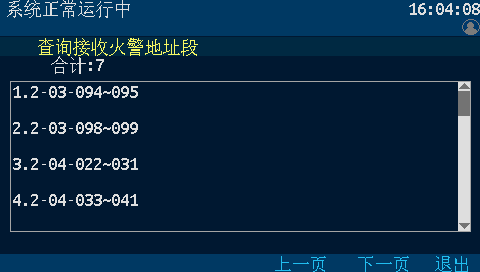 系统正常运行中 16:04:08
查询接收火警地址段
合计:7
1.2-03-094~095
2.2-03-098~099
3.2-04-022~031
4.2-04-033~041
上一页 下一页 退出